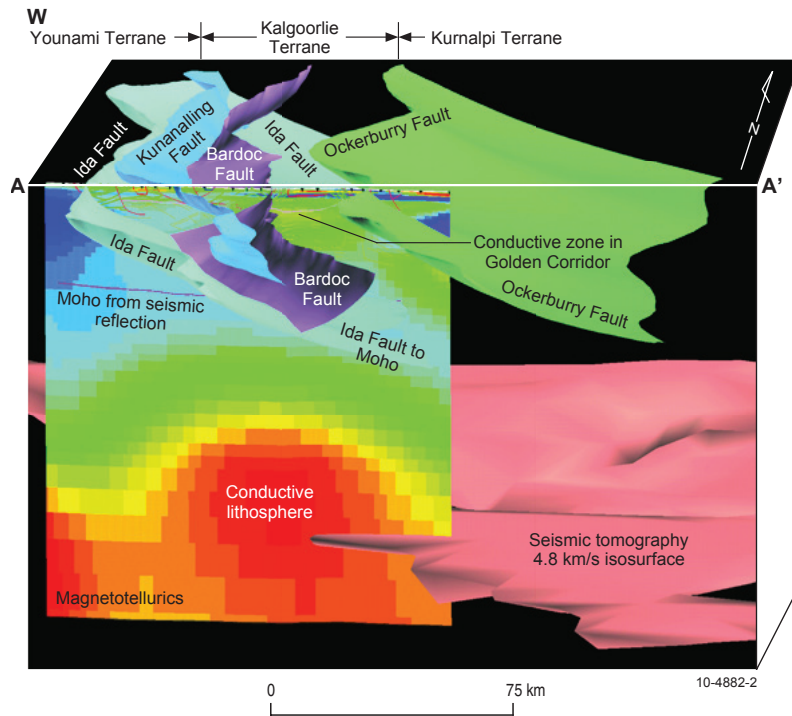 W
Younami Terrane
Kalgoorlie
Terrane
Kurnalpi Terrane
Ida Fault
Kunanalling
Fault
Bardoc
Fault
Ida Fault
Ockerburry Fault
N
A
A'
Conductive zone in
Golden Corridor
Ida Fault
Bardoc
Fault
Ockerburry Fault
Moho from seismic
reflection
Ida Fault to
Moho
Conductive
lithosphere
Seismic tomography
4.8 km/s isosurface
Magnetotellurics
10-4882-2
0
75 km